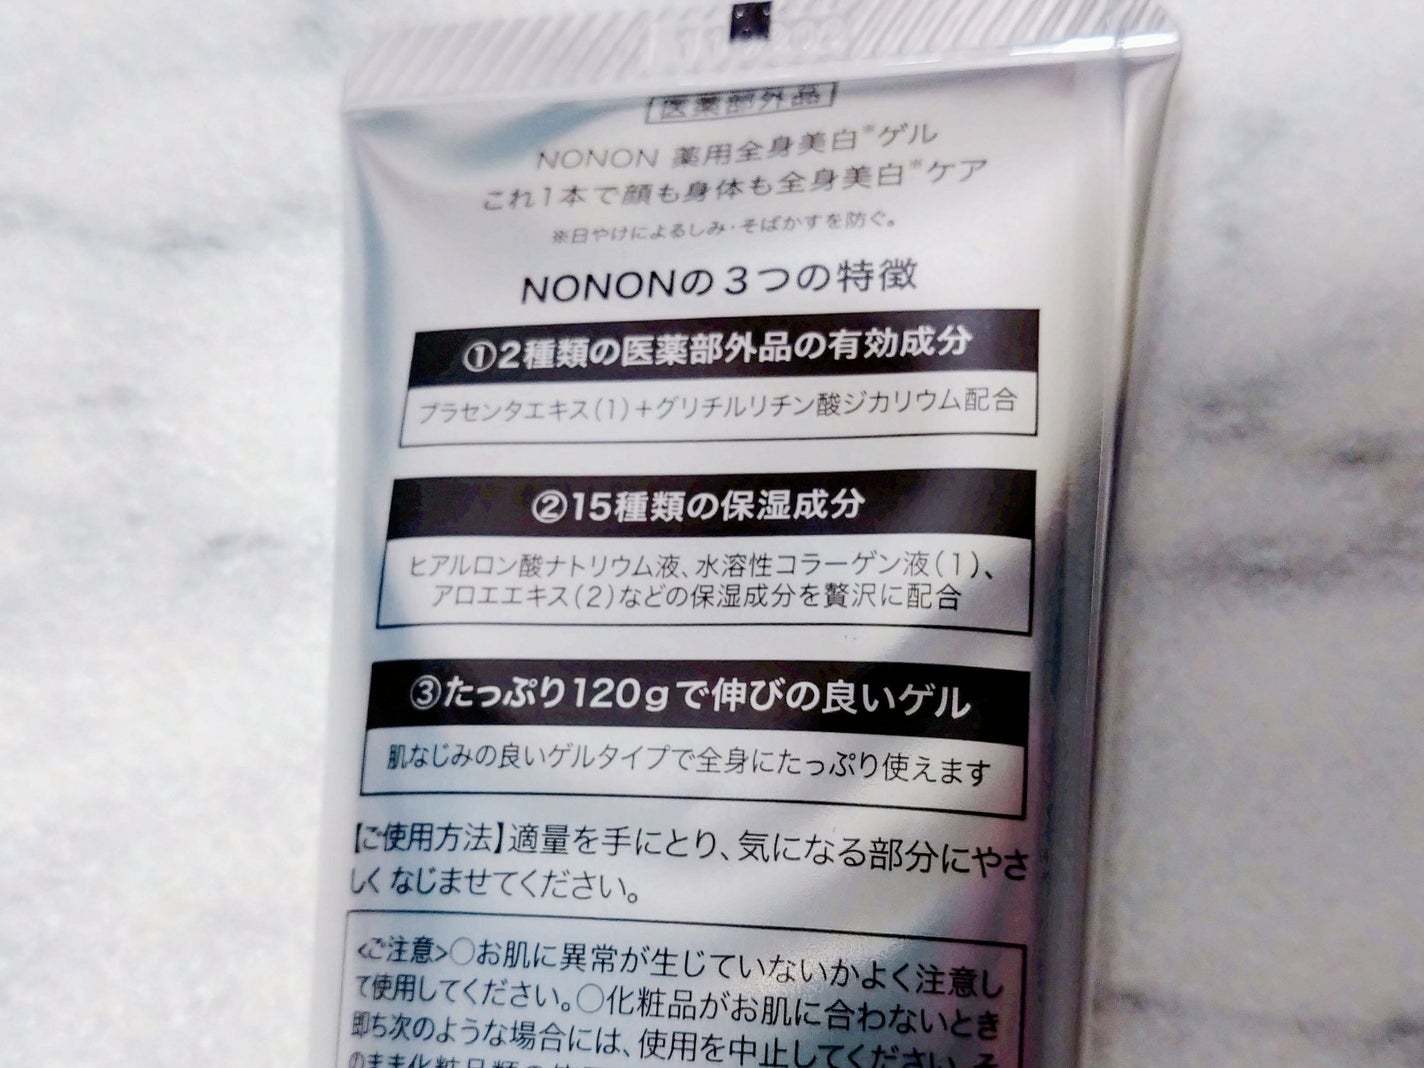 医薬部外品
NONON 薬用全身美白※ゲル
これ1本で顔も身体も全身美白※ケア
※日やけによるしみ・そばかすを防ぐ。
NONONの3つの特徴
①2種類の医薬部外品の有効成分
プラセンタエキス(1)+グリチルリチン酸ジカリウム配合
②15種類の保湿成分
ヒアルロン酸ナトリウム液、水溶性コラーゲン液(1)、
アロエエキス(2)などの保湿成分を贅沢に配合
③たっぷり120gで伸びの良いゲル
肌なじみの良いゲルタイプで全身にたっぷり使えます
【ご使用方法】適量を手にとり、気になる部分にやさ
しくなじませてください。
<ご注意>○お肌に異常が生じていないかよく注意し
て使用してください。○化粧品がお肌に合わないとき
即ち次のような場合には、使用を中止してください。そ
のまま化粧品類の使